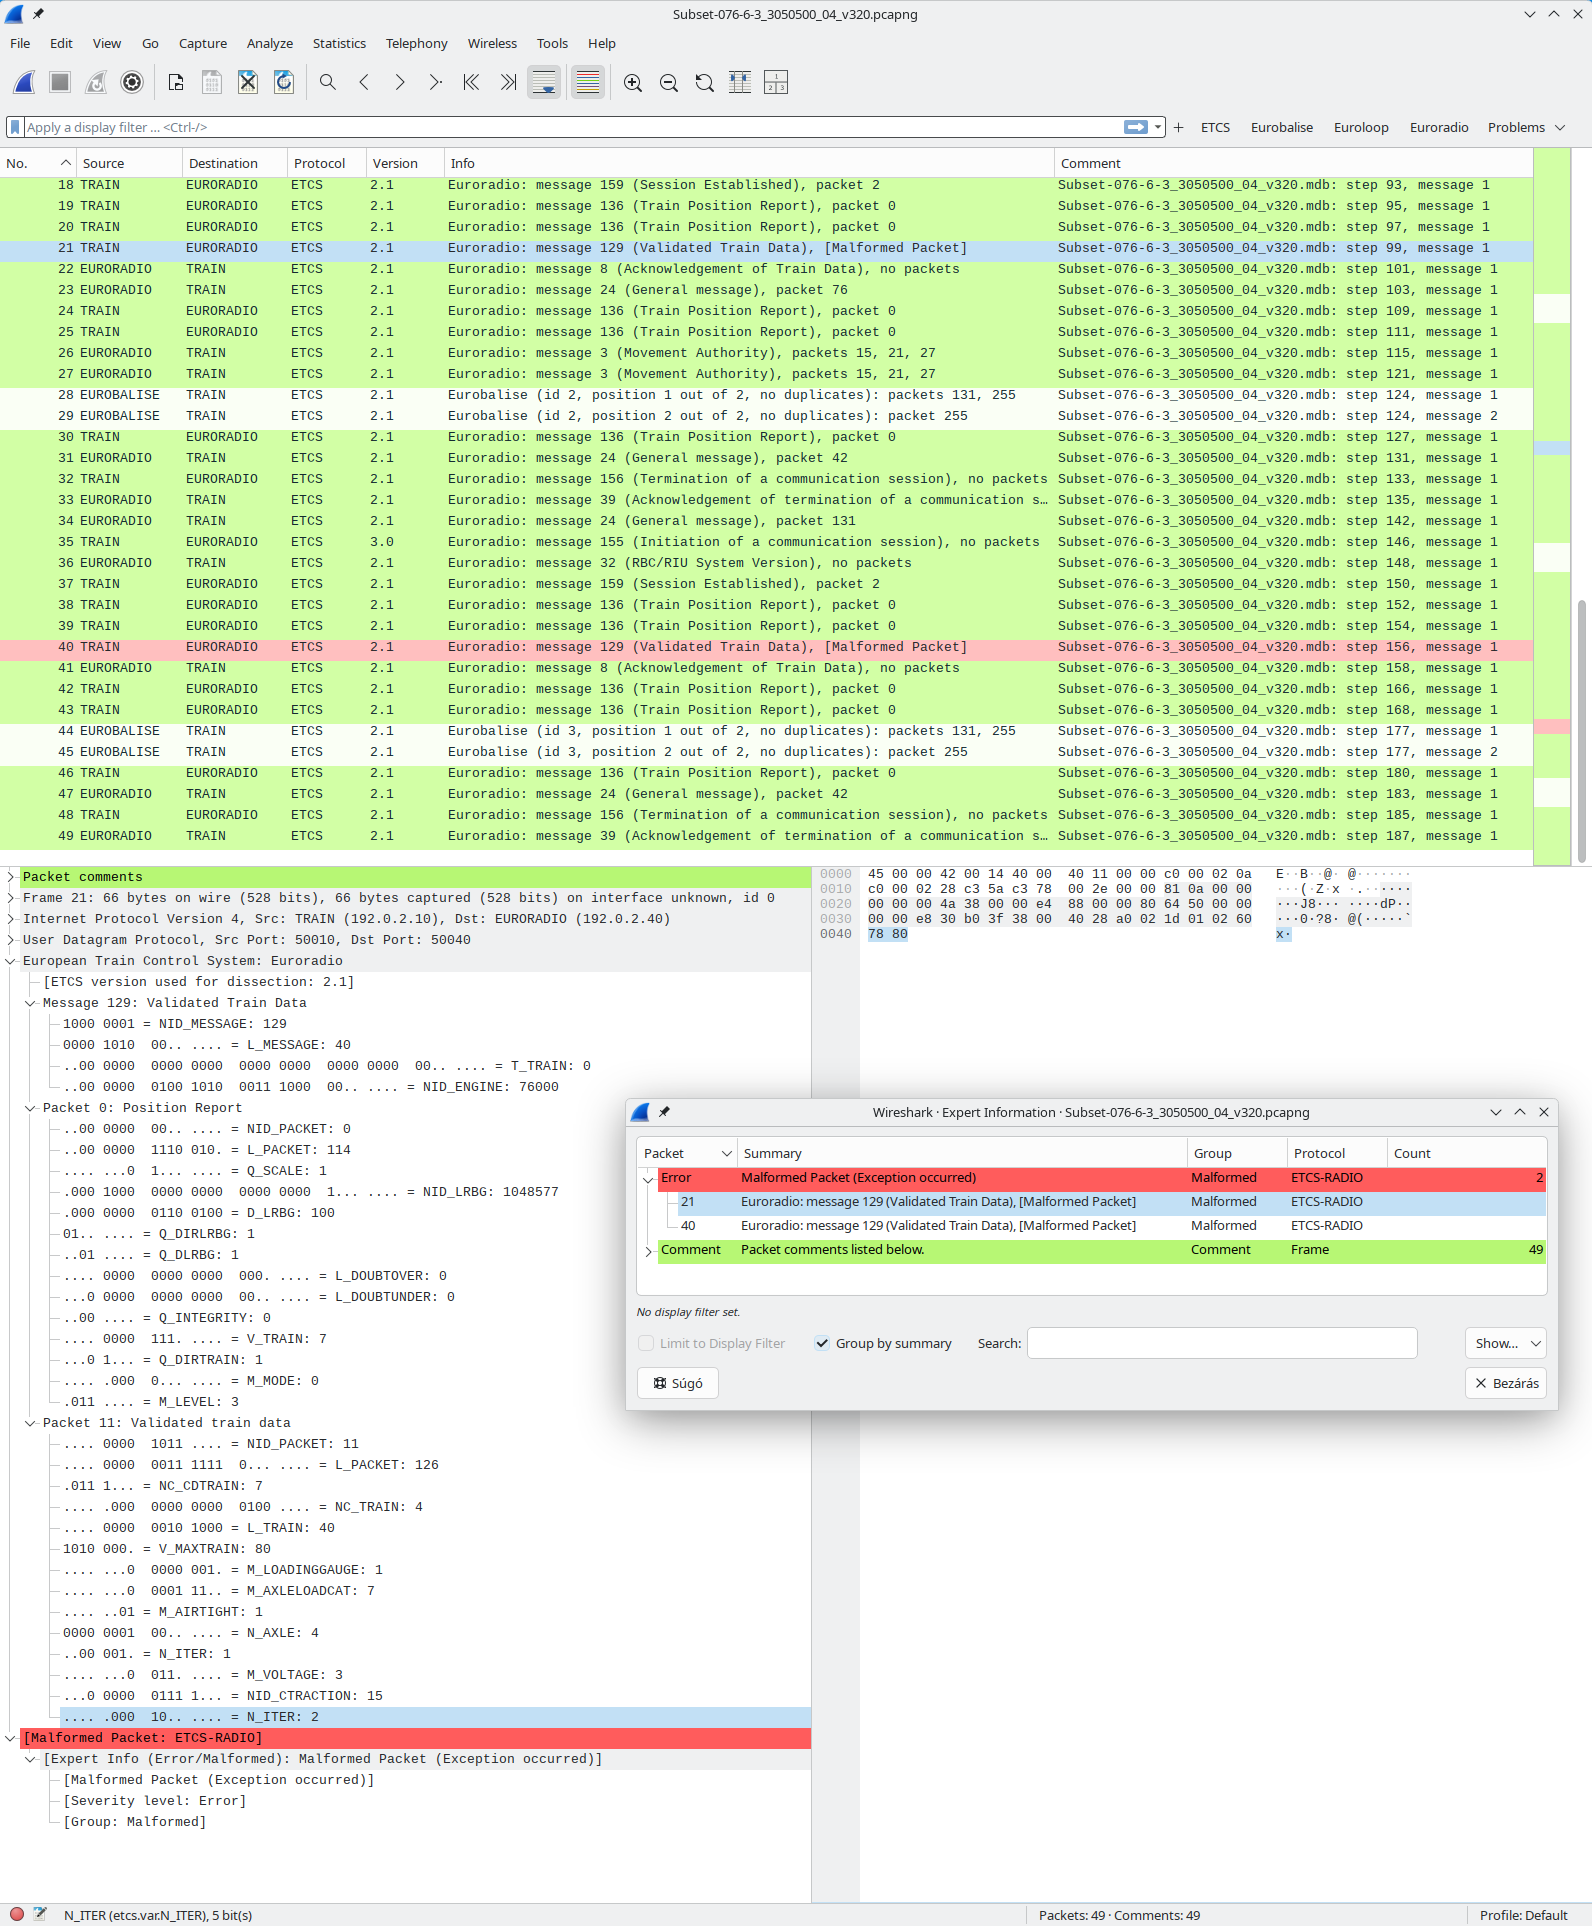 Subset-076-6-3_3050500_04_v320.pcapng
File Edit View Go Capture Analyze Statistics Telephony Wireless Tools Help
Apply a display filter ... <Ctrl-/> + ETCS Eurobalise Euroloop Euroradio Problems
No. Source Destination Protocol Version Info Comment
18 TRAIN EURORADIO ETCS 2.1 Euroradio: message 159 (Session Established), packet 2 Subset-076-6-3_3050500_04_v320.mdb: step 93, message 1
19 TRAIN EURORADIO ETCS 2.1 Euroradio: message 136 (Train Position Report), packet 0 Subset-076-6-3_3050500_04_v320.mdb: step 95, message 1
20 TRAIN EURORADIO ETCS 2.1 Euroradio: message 136 (Train Position Report), packet 0 Subset-076-6-3_3050500_04_v320.mdb: step 97, message 1
21 TRAIN EURORADIO ETCS 2.1 Euroradio: message 129 (Validated Train Data), [Malformed Packet] Subset-076-6-3_3050500_04_v320.mdb: step 99, message 1
22 EURORADIO TRAIN ETCS 2.1 Euroradio: message 8 (Acknowledgement of Train Data), no packets Subset-076-6-3_3050500_04_v320.mdb: step 101, message 1
23 EURORADIO TRAIN ETCS 2.1 Euroradio: message 24 (General message), packet 76 Subset-076-6-3_3050500_04_v320.mdb: step 103, message 1
24 TRAIN EURORADIO ETCS 2.1 Euroradio: message 136 (Train Position Report), packet 0 Subset-076-6-3_3050500_04_v320.mdb: step 109, message 1
25 TRAIN EURORADIO ETCS 2.1 Euroradio: message 136 (Train Position Report), packet 0 Subset-076-6-3_3050500_04_v320.mdb: step 111, message 1
26 EURORADIO TRAIN ETCS 2.1 Euroradio: message 3 (Movement Authority), packets 15, 21, 27 Subset-076-6-3_3050500_04_v320.mdb: step 115, message 1
27 EURORADIO TRAIN ETCS 2.1 Euroradio: message 3 (Movement Authority), packets 15, 21, 27 Subset-076-6-3_3050500_04_v320.mdb: step 121, message 1
28 EUROBALISE TRAIN ETCS 2.1 Eurobalise (id 2, position 1 out of 2, no duplicates): packets 131, 255 Subset-076-6-3_3050500_04_v320.mdb: step 124, message 1
29 EUROBALISE TRAIN ETCS 2.1 Eurobalise (id 2, position 2 out of 2, no duplicates): packet 255 Subset-076-6-3_3050500_04_v320.mdb: step 124, message 2
30 TRAIN EURORADIO ETCS 2.1 Euroradio: message 136 (Train Position Report), packet 0 Subset-076-6-3_3050500_04_v320.mdb: step 127, message 1
31 EURORADIO TRAIN ETCS 2.1 Euroradio: message 24 (General message), packet 42 Subset-076-6-3_3050500_04_v320.mdb: step 131, message 1
32 TRAIN EURORADIO ETCS 2.1 Euroradio: message 156 (Termination of a communication session), no packets Subset-076-6-3_3050500_04_v320.mdb: step 133, message 1
33 EURORADIO TRAIN ETCS 2.1 Euroradio: message 39 (Acknowledgement of termination of a communication s… Subset-076-6-3_3050500_04_v320.mdb: step 135, message 1
34 EURORADIO TRAIN ETCS 2.1 Euroradio: message 24 (General message), packet 131 Subset-076-6-3_3050500_04_v320.mdb: step 142, message 1
35 TRAIN EURORADIO ETCS 3.0 Euroradio: message 155 (Initiation of a communication session), no packets Subset-076-6-3_3050500_04_v320.mdb: step 146, message 1
36 EURORADIO TRAIN ETCS 2.1 Euroradio: message 32 (RBC/RIU System Version), no packets Subset-076-6-3_3050500_04_v320.mdb: step 148, message 1
37 TRAIN EURORADIO ETCS 2.1 Euroradio: message 159 (Session Established), packet 2 Subset-076-6-3_3050500_04_v320.mdb: step 150, message 1
38 TRAIN EURORADIO ETCS 2.1 Euroradio: message 136 (Train Position Report), packet 0 Subset-076-6-3_3050500_04_v320.mdb: step 152, message 1
39 TRAIN EURORADIO ETCS 2.1 Euroradio: message 136 (Train Position Report), packet 0 Subset-076-6-3_3050500_04_v320.mdb: step 154, message 1
40 TRAIN EURORADIO ETCS 2.1 Euroradio: message 129 (Validated Train Data), [Malformed Packet] Subset-076-6-3_3050500_04_v320.mdb: step 156, message 1
41 EURORADIO TRAIN ETCS 2.1 Euroradio: message 8 (Acknowledgement of Train Data), no packets Subset-076-6-3_3050500_04_v320.mdb: step 158, message 1
42 TRAIN EURORADIO ETCS 2.1 Euroradio: message 136 (Train Position Report), packet 0 Subset-076-6-3_3050500_04_v320.mdb: step 166, message 1
43 TRAIN EURORADIO ETCS 2.1 Euroradio: message 136 (Train Position Report), packet 0 Subset-076-6-3_3050500_04_v320.mdb: step 168, message 1
44 EUROBALISE TRAIN ETCS 2.1 Eurobalise (id 3, position 1 out of 2, no duplicates): packets 131, 255 Subset-076-6-3_3050500_04_v320.mdb: step 177, message 1
45 EUROBALISE TRAIN ETCS 2.1 Eurobalise (id 3, position 2 out of 2, no duplicates): packet 255 Subset-076-6-3_3050500_04_v320.mdb: step 177, message 2
46 TRAIN EURORADIO ETCS 2.1 Euroradio: message 136 (Train Position Report), packet 0 Subset-076-6-3_3050500_04_v320.mdb: step 180, message 1
47 EURORADIO TRAIN ETCS 2.1 Euroradio: message 24 (General message), packet 42 Subset-076-6-3_3050500_04_v320.mdb: step 183, message 1
48 TRAIN EURORADIO ETCS 2.1 Euroradio: message 156 (Termination of a communication session), no packets Subset-076-6-3_3050500_04_v320.mdb: step 185, message 1
49 EURORADIO TRAIN ETCS 2.1 Euroradio: message 39 (Acknowledgement of termination of a communication s… Subset-076-6-3_3050500_04_v320.mdb: step 187, message 1
Packet comments
Frame 21: 66 bytes on wire (528 bits), 66 bytes captured (528 bits) on interface unknown, id 0
Internet Protocol Version 4, Src: TRAIN (192.0.2.10), Dst: EURORADIO (192.0.2.40)
User Datagram Protocol, Src Port: 50010, Dst Port: 50040
European Train Control System: Euroradio
[ETCS version used for dissection: 2.1]
Message 129: Validated Train Data
1000 0001 = NID_MESSAGE: 129
0000 1010 00.. .... = L_MESSAGE: 40
..00 0000 0000 0000 0000 0000 0000 0000 00.. .... = T_TRAIN: 0
..00 0000 0100 1010 0011 1000 00.. .... = NID_ENGINE: 76000
Packet 0: Position Report
..00 0000 00.. .... = NID_PACKET: 0
..00 0000 1110 010. = L_PACKET: 114
.... ...0 1... .... = Q_SCALE: 1
.000 1000 0000 0000 0000 0000 1... .... = NID_LRBG: 1048577
.000 0000 0110 0100 = D_LRBG: 100
01.. .... = Q_DIRLRBG: 1
..01 .... = Q_DLRBG: 1
.... 0000 0000 0000 000. .... = L_DOUBTOVER: 0
...0 0000 0000 0000 00.. .... = L_DOUBTUNDER: 0
..00 .... = Q_INTEGRITY: 0
.... 0000 111. .... = V_TRAIN: 7
...0 1... = Q_DIRTRAIN: 1
.... .000 0... .... = M_MODE: 0
.011 .... = M_LEVEL: 3
Packet 11: Validated train data
.... 0000 1011 .... = NID_PACKET: 11
.... 0000 0011 1111 0... .... = L_PACKET: 126
.011 1... = NC_CDTRAIN: 7
.... .000 0000 0000 0100 .... = NC_TRAIN: 4
.... 0000 0010 1000 = L_TRAIN: 40
1010 000. = V_MAXTRAIN: 80
.... ...0 0000 001. = M_LOADINGGAUGE: 1
.... ...0 0001 11.. = M_AXLELOADCAT: 7
.... ..01 = M_AIRTIGHT: 1
0000 0001 00.. .... = N_AXLE: 4
..00 001. = N_ITER: 1
.... ...0 011. .... = M_VOLTAGE: 3
...0 0000 0111 1... = NID_CTRACTION: 15
.... .000 10.. .... = N_ITER: 2
[Malformed Packet: ETCS-RADIO]
[Expert Info (Error/Malformed): Malformed Packet (Exception occurred)]
[Malformed Packet (Exception occurred)]
[Severity level: Error]
[Group: Malformed]
0000 45 00 00 42 00 14 40 00 40 11 00 00 c0 00 02 0a E··B··@· @·······
0010 c0 00 02 28 c3 5a c3 78 00 2e 00 00 81 0a 00 00 ···(·Z·x ·.······
0020 00 00 00 4a 38 00 00 e4 88 00 00 80 64 50 00 00 ···J8··· ····dP··
0030 00 00 e8 30 b0 3f 38 00 40 28 a0 02 1d 01 02 60 ···0·?8· @(·····`
0040 78 80 x·
Wireshark · Expert Information · Subset-076-6-3_3050500_04_v320.pcapng
Packet Summary Group Protocol Count
Error Malformed Packet (Exception occurred) Malformed ETCS-RADIO 2
21 Euroradio: message 129 (Validated Train Data), [Malformed Packet] Malformed ETCS-RADIO
40 Euroradio: message 129 (Validated Train Data), [Malformed Packet] Malformed ETCS-RADIO
Comment Packet comments listed below. Comment Frame 49
No display filter set.
Limit to Display Filter Group by summary Search: Show...
Súgó Bezárás
N_ITER (etcs.var.N_ITER), 5 bit(s) Packets: 49 · Comments: 49 Profile: Default